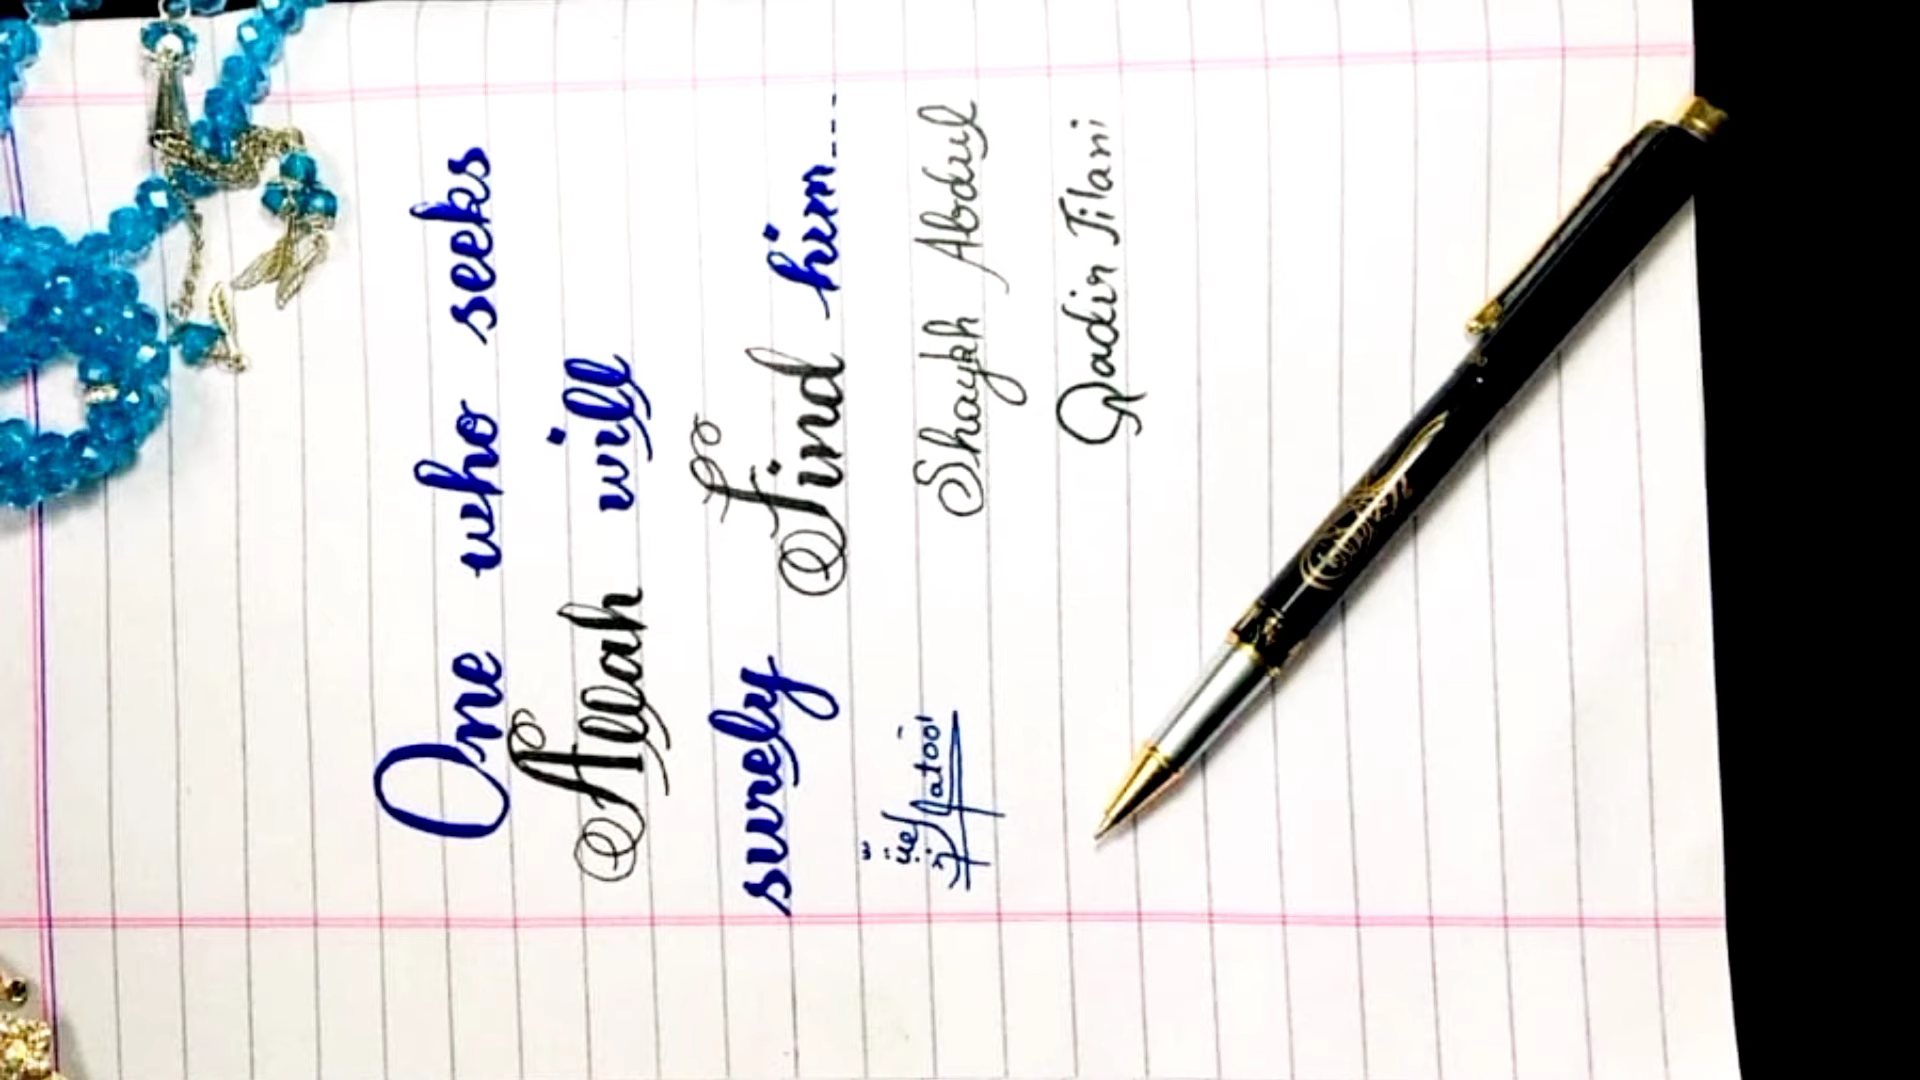 One who seeks
Allah will
surely Find him....
Shaykh Abdul
Qadir Jilani